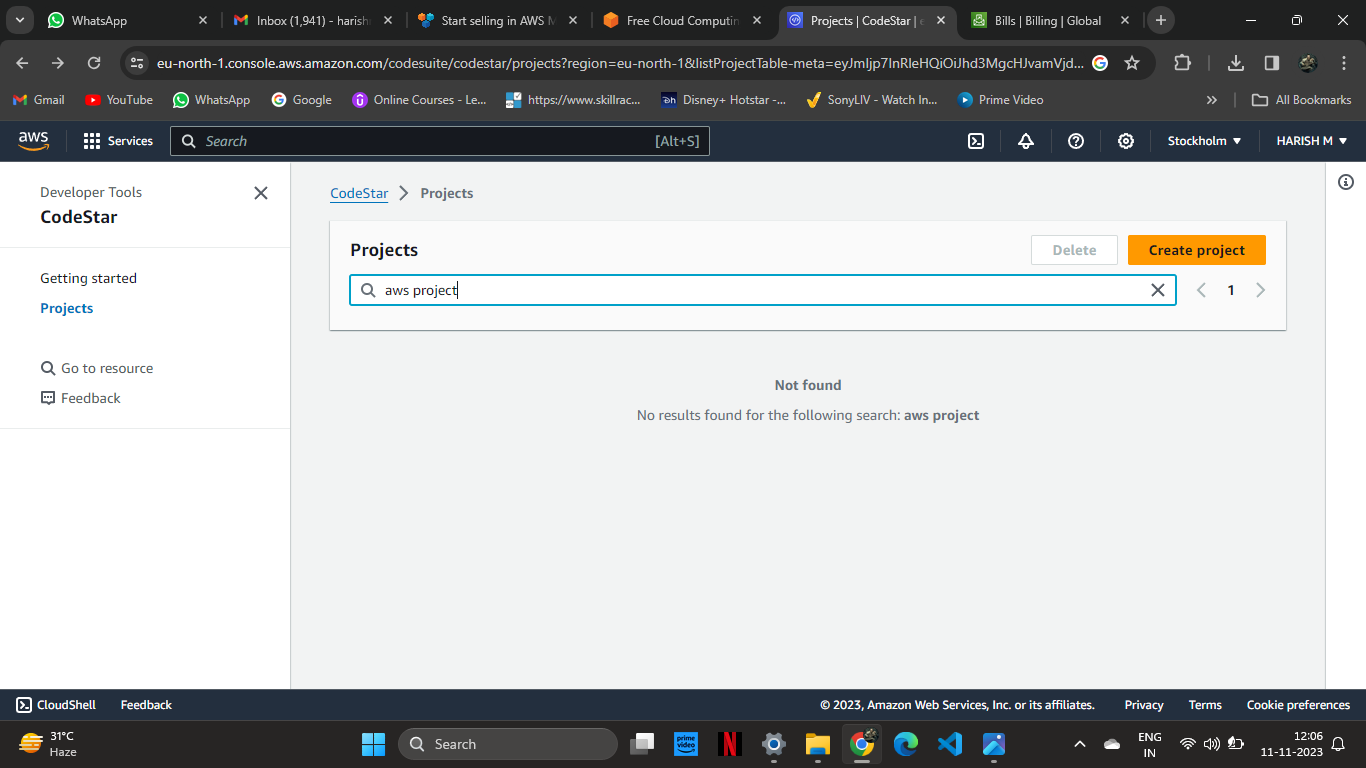 WhatsApp
Inbox (1,941) - harish
Start selling in AWS M
Free Cloud Computin
Projects | CodeStar | e
Bills | Billing | Global
eu-north-1.console.aws.amazon.com/codesuite/codestar/projects?region=eu-north-1&listProjectTable-meta=eyJmIjp7InRleHQiOiJhd3MgcHJvamVjd...
Gmail
YouTube
WhatsApp
Google
Online Courses - Le...
https://www.skillrac...
Disney+ Hotstar -...
SonyLIV - Watch In...
Prime Video
All Bookmarks
aws
Services
Search
[Alt+S]
Stockholm
HARISH M
Developer Tools
CodeStar
Getting started
Projects
Go to resource
Feedback
CodeStar
Projects
Projects
Delete
Create project
aws project
1
Not found
No results found for the following search: aws project
CloudShell
Feedback
© 2023, Amazon Web Services, Inc. or its affiliates.
Privacy
Terms
Cookie preferences
31°C
Haze
Search
prime video
N
ENG
IN
12:06
11-11-2023